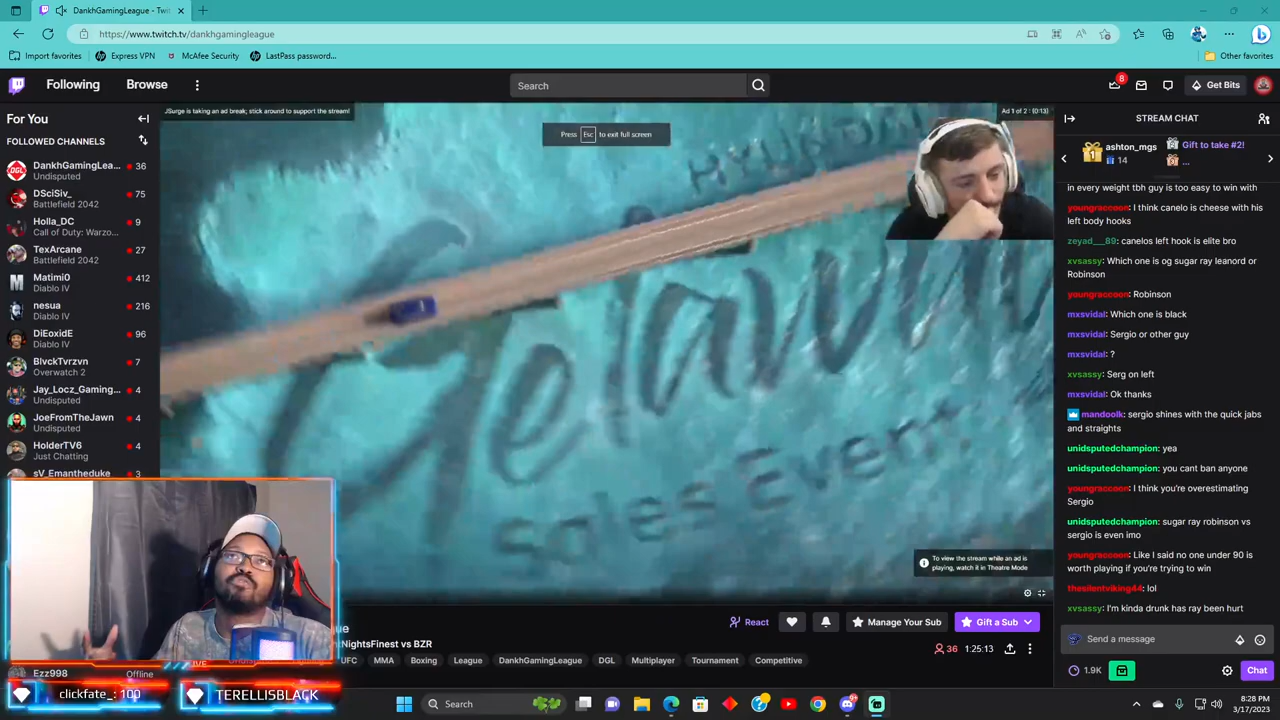 DankhGamingLeague - Twi
https://www.twitch.tv/dankhgamingleague
Import favorites
Express VPN
McAfee Security
LastPass password...
Other favorites
Following
Browse
Search
8
Get Bits
For You
FOLLOWED CHANNELS
DankhGamingLea...
36
Undisputed
DSciSiv_
75
Battlefield 2042
Holla_DC
9
Call of Duty: Warzo...
TexArcane
27
Battlefield 2042
Matimi0
412
Diablo IV
nesua
216
Diablo IV
DiEoxidE
96
Diablo IV
BlvckTvrzvn
7
Overwatch 2
Jay_Locz_Gaming...
4
Undisputed
JoeFromTheJawn
4
Undisputed
HolderTV6
4
Just Chatting
sV_Emantheduke
3
Ezz998
Offline
LIVE
clickfate_: 100
TERELLISBLACK
JSurge is taking an ad break; stick around to support the stream!
Ad 1 of 2 : (0:13)
Press Esc to exit full screen
Sales Event
To view the stream while an ad is
playing, watch it in Theatre Mode
gue
NightsFinest vs BZR
UFC
MMA
Boxing
League
DankhGamingLeague
DGL
Multiplayer
Tournament
Competitive
React
Manage Your Sub
Gift a Sub
36
1:25:13
STREAM CHAT
ashton_mgs
14
Gift to take #2!
...
in every weight tbh guy is too easy to win with
youngraccoon: I think canelo is cheese with his
left body hooks
zeyad___89: canelos left hook is elite bro
xvsassy: Which one is og sugar ray leanord or
Robinson
youngraccoon: Robinson
mxsvidal: Which one is black
mxsvidal: Sergio or other guy
mxsvidal: ?
xvsassy: Serg on left
mxsvidal: Ok thanks
mandoolk: sergio shines with the quick jabs
and straights
unidsputedchampion: yea
unidsputedchampion: you cant ban anyone
youngraccoon: I think you're overestimating
Sergio
unidsputedchampion: sugar ray robinson vs
sergio is even imo
youngraccoon: Like I said no one under 90 is
worth playing if you're trying to win
thesilentviking44: lol
xvsassy: I'm kinda drunk has ray been hurt
Send a message
1.9K
Chat
Search
8:28 PM
3/17/2023